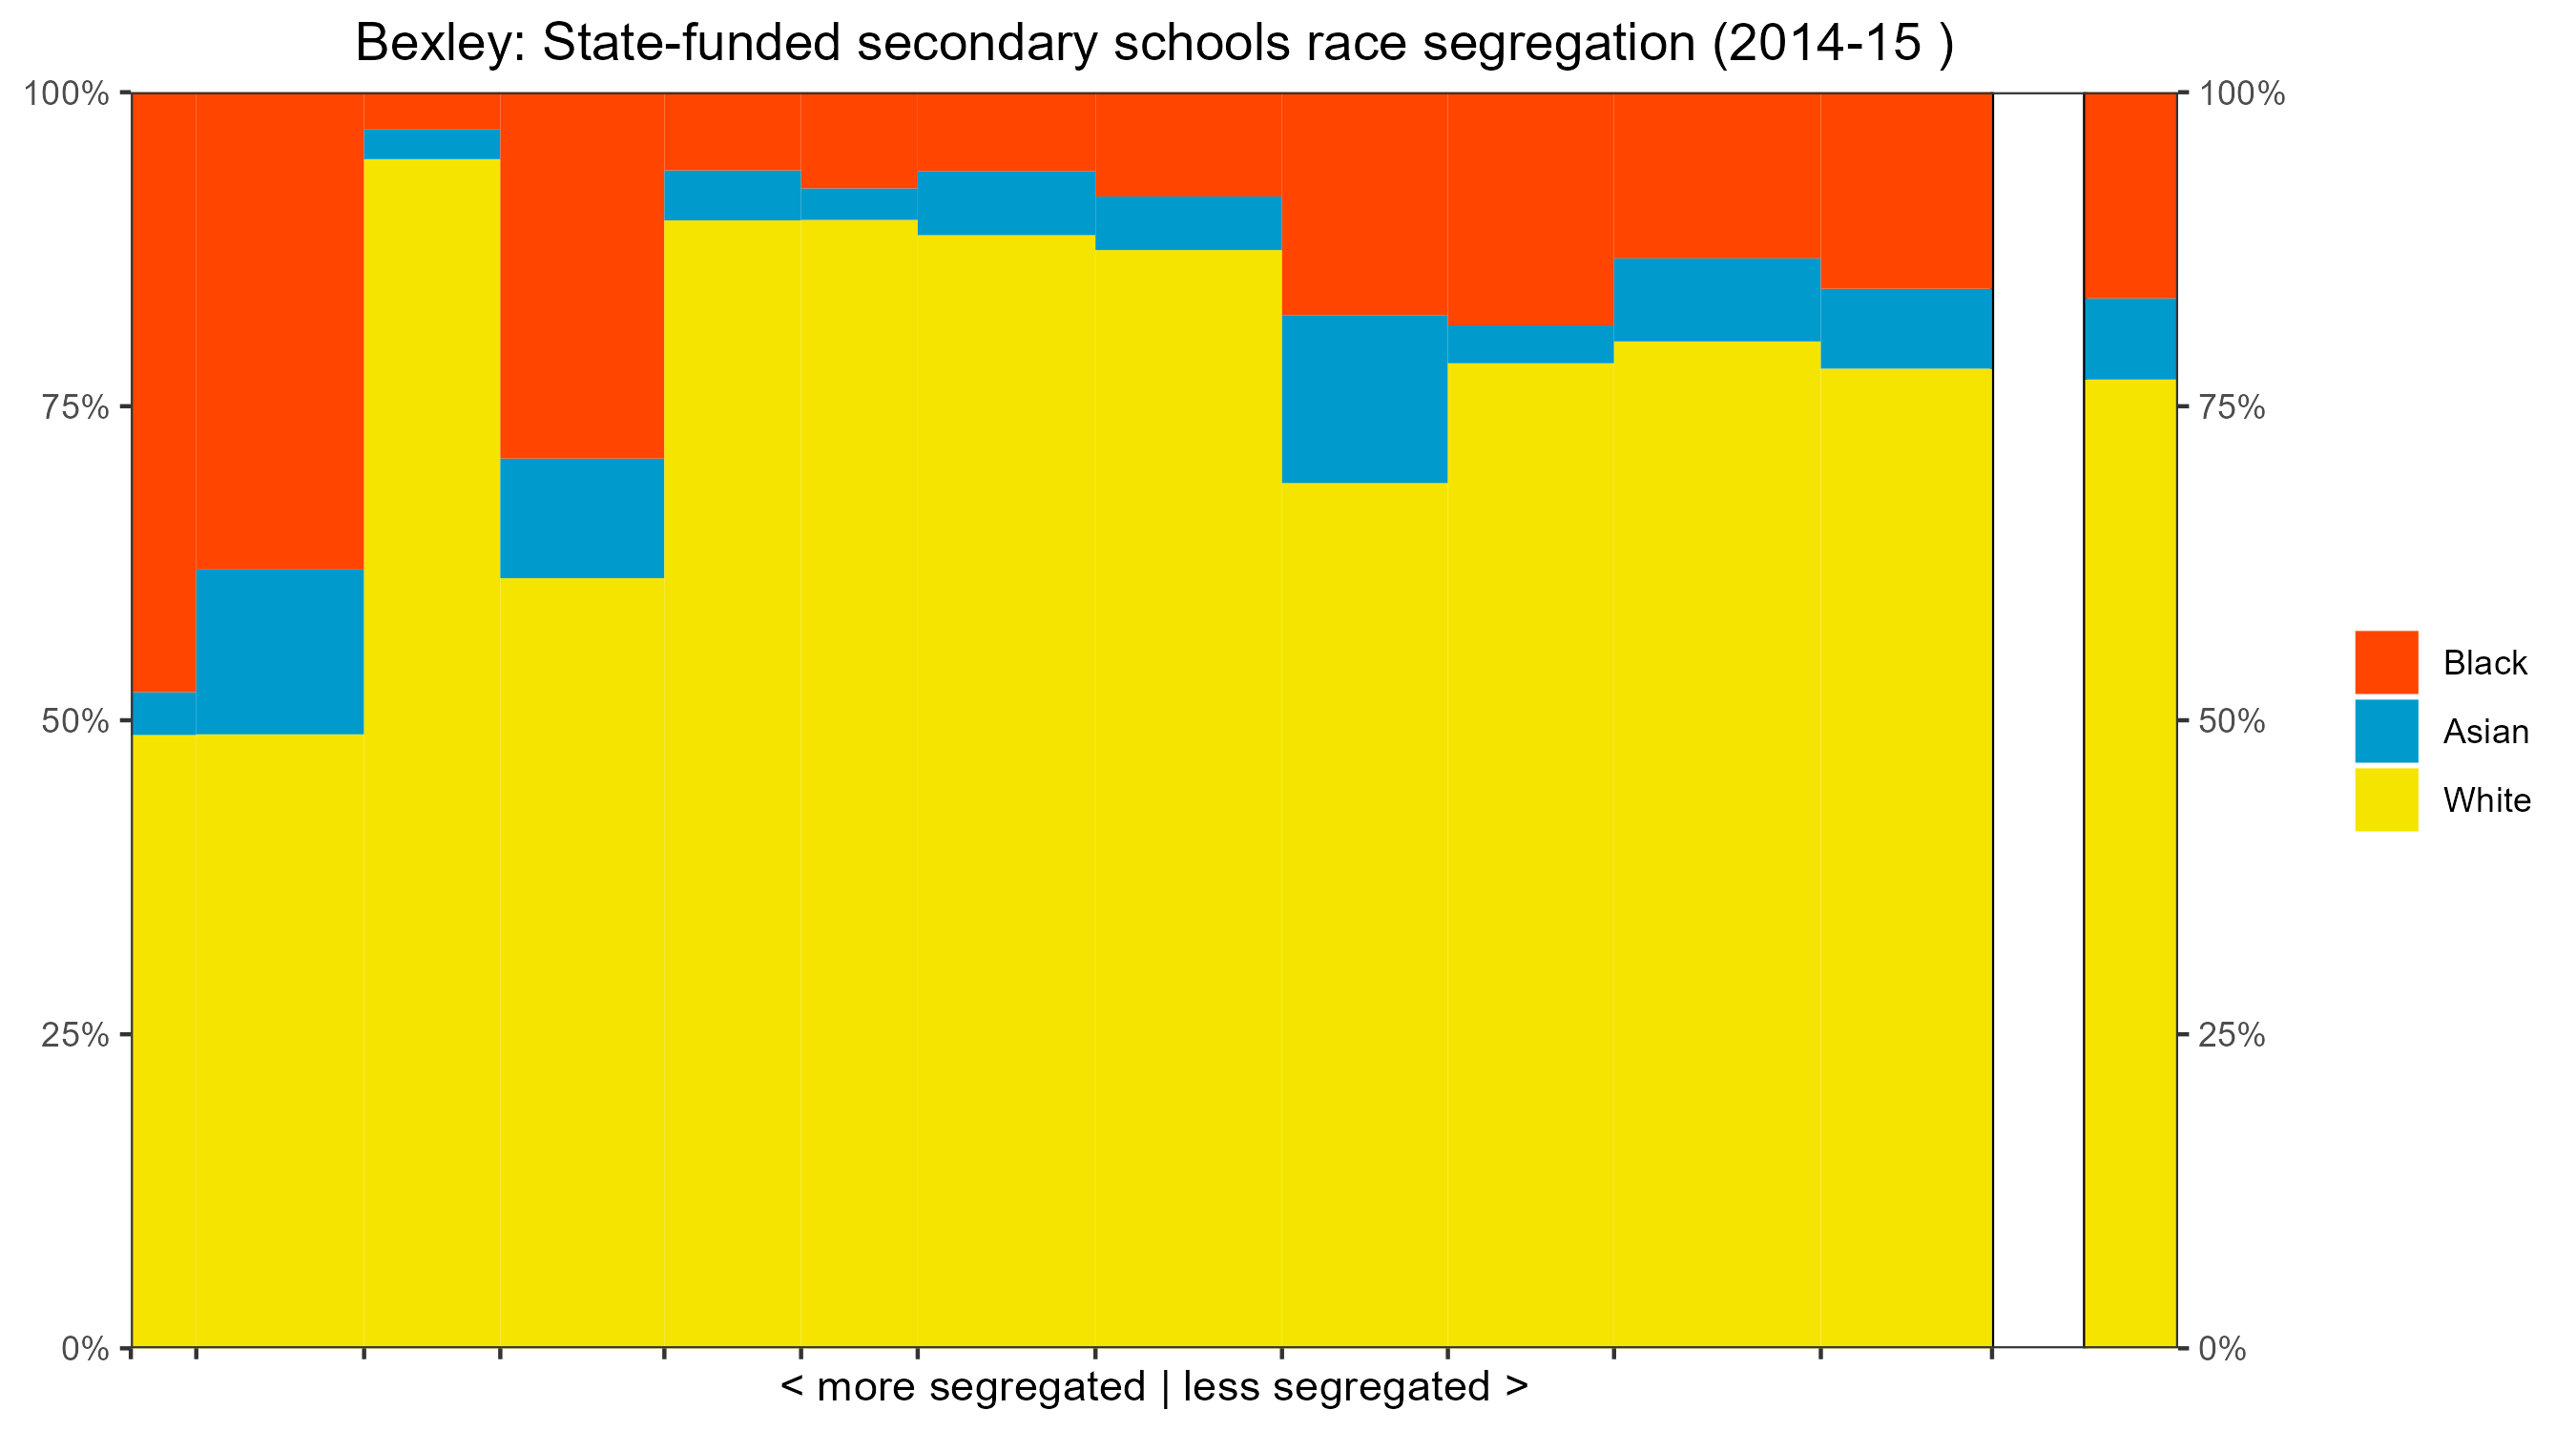 Bexley: State-funded secondary schools race segregation (2014-15 )
100%
75%
50%
25%
0%
100%
75%
50%
25%
0%
Black
Asian
White
< more segregated | less segregated >